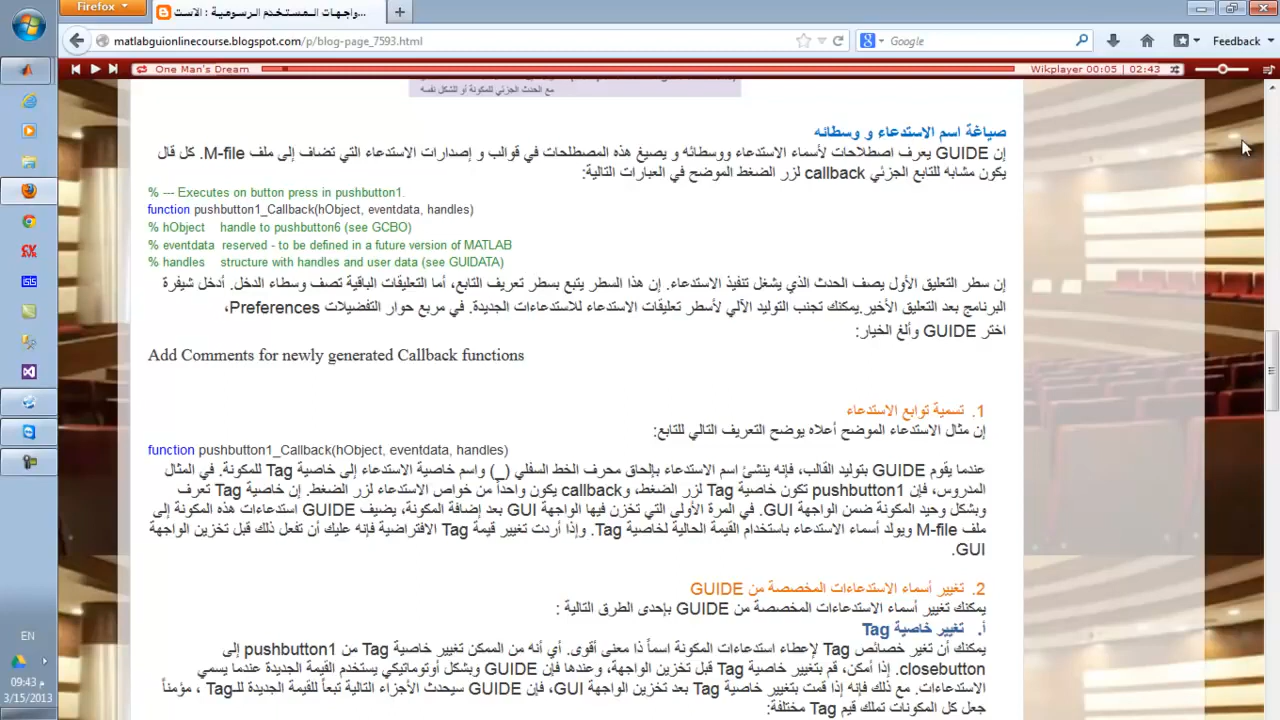 Firefox
واجهات المستخدم الرسومية : الاست...
matlabguionlinecourse.blogspot.com/p/blog-page_7593.html
Google
Feedback
One Man's Dream
Wikplayer 00:05 | 02:43
مع الحدث الجزئي للمكونة أو للشكل نفسه
صياغة اسم الاستدعاء و وسطائه
إن GUIDE يعرف اصطلاحات لأسماء الاستدعاء ووسطائه و يصيغ هذه المصطلحات في قوالب و إصدارات الاستدعاء التي تضاف إلى ملف M-file. كل قال
يكون مشابه للتابع الجزئي callback لزر الضغط الموضح في العبارات التالية:
% --- Executes on button press in pushbutton1.
function pushbutton1_Callback(hObject, eventdata, handles)
% hObject    handle to pushbutton6 (see GCBO)
% eventdata  reserved - to be defined in a future version of MATLAB
% handles    structure with handles and user data (see GUIDATA)
إن سطر التعليق الأول يصف الحدث الذي يشغل تنفيذ الاستدعاء. إن هذا السطر يتبع بسطر تعريف التابع، أما التعليقات الباقية تصف وسطاء الدخل. أدخل شيفرة
البرنامج بعد التعليق الأخير.يمكنك تجنب التوليد الآلي لأسطر تعليقات الاستدعاء للاستدعاءات الجديدة. في مربع حوار التفضيلات Preferences،
اختر GUIDE وألغ الخيار:
Add Comments for newly generated Callback functions
1. تسمية توابع الاستدعاء
إن مثال الاستدعاء الموضح أعلاه يوضح التعريف التالي للتابع:
function pushbutton1_Callback(hObject, eventdata, handles)
عندما يقوم GUIDE بتوليد القالب، فإنه ينشئ اسم الاستدعاء بإلحاق محرف الخط السفلي (_) واسم خاصية الاستدعاء إلى خاصية Tag للمكونة. في المثال
المدروس، فإن pushbutton1 تكون خاصية Tag لزر الضغط، وcallback يكون واحداً من خواص الاستدعاء لزر الضغط. إن خاصية Tag تعرف
وبشكل وحيد المكونة ضمن الواجهة GUI. في المرة الأولى التي تخزن فيها الواجهة GUI بعد إضافة المكونة، يضيف GUIDE استدعاءات هذه المكونة إلى
ملف M-file ويولد أسماء الاستدعاء باستخدام القيمة الحالية لخاصية Tag. وإذا أردت تغيير قيمة Tag الافتراضية فإنه عليك أن تفعل ذلك قبل تخزين الواجهة
GUI.
2. تغيير أسماء الاستدعاءات المخصصة من GUIDE
يمكنك تغيير أسماء الاستدعاءات المخصصة من GUIDE بإحدى الطرق التالية :
أ. تغيير خاصية Tag
يمكنك أن تغير خصائص Tag لإعطاء استدعاءات المكونة اسماً ذا معنى أقوى. أي أنه من الممكن تغيير خاصية Tag من pushbutton1 إلى
closebutton. إذا أمكن، قم بتغيير خاصية Tag قبل تخزين الواجهة، وعندها فإن GUIDE وبشكل أوتوماتيكي يستخدم القيمة الجديدة عندما يسمي
الاستدعاءات. مع ذلك فإنه إذا قمت بتغيير خاصية Tag بعد تخزين الواجهة GUI، فإن GUIDE سيحدث الأجزاء التالية تبعاً للقيمة الجديدة للـTag ، مؤمناً
جعل كل المكونات تملك قيم Tag مختلفة:
EN
09:43 م
3/15/2013